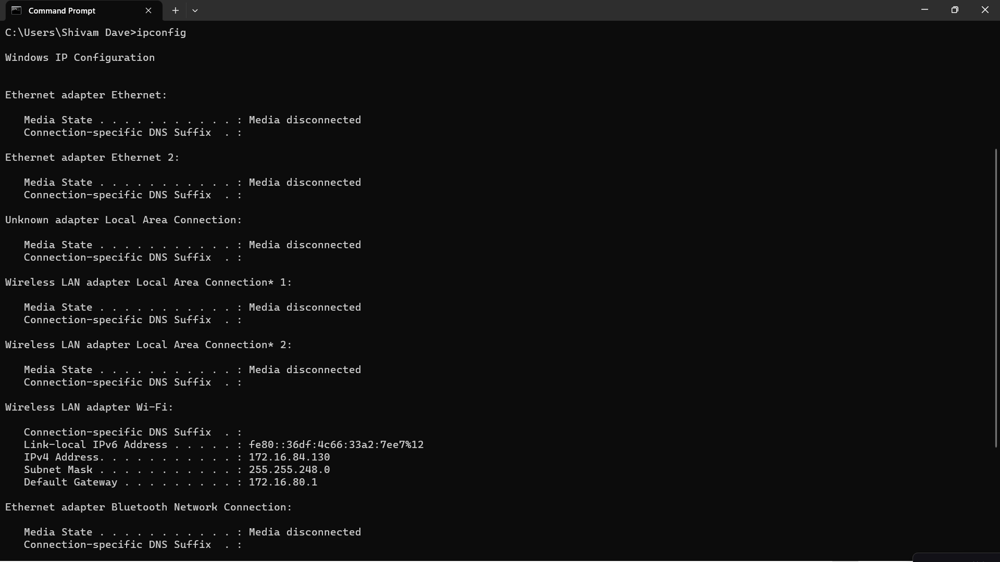 Command Prompt
C:\Users\Shivam Dave>ipconfig
Windows IP Configuration
Ethernet adapter Ethernet:
   Media State . . . . . . . . . . . : Media disconnected
   Connection-specific DNS Suffix  . :
Ethernet adapter Ethernet 2:
   Media State . . . . . . . . . . . : Media disconnected
   Connection-specific DNS Suffix  . :
Unknown adapter Local Area Connection:
   Media State . . . . . . . . . . . : Media disconnected
   Connection-specific DNS Suffix  . :
Wireless LAN adapter Local Area Connection* 1:
   Media State . . . . . . . . . . . : Media disconnected
   Connection-specific DNS Suffix  . :
Wireless LAN adapter Local Area Connection* 2:
   Media State . . . . . . . . . . . : Media disconnected
   Connection-specific DNS Suffix  . :
Wireless LAN adapter Wi-Fi:
   Connection-specific DNS Suffix  . :
   Link-local IPv6 Address . . . . . : fe80::36df:4c66:33a2:7ee7%12
   IPv4 Address. . . . . . . . . . . : 172.16.84.130
   Subnet Mask . . . . . . . . . . . : 255.255.248.0
   Default Gateway . . . . . . . . . : 172.16.80.1
Ethernet adapter Bluetooth Network Connection:
   Media State . . . . . . . . . . . : Media disconnected
   Connection-specific DNS Suffix  . :